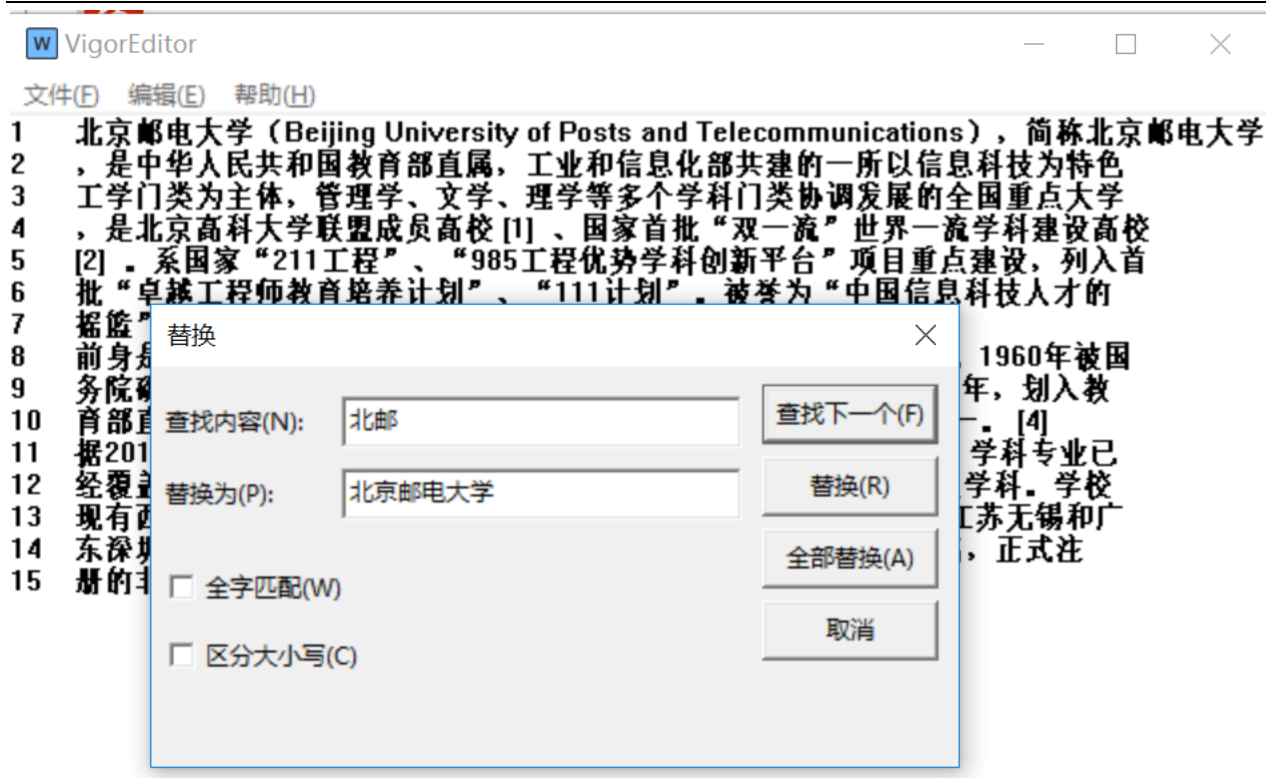 VigorEditor
文件(F) 编辑(E) 帮助(H)
1 北京邮电大学（Beijing University of Posts and Telecommunications），简称北京邮电大学
2 ，是中华人民共和国教育部直属，工业和信息化部共建的一所以信息科技为特色
3 工学门类为主体，管理学、文学、理学等多个学科门类协调发展的全国重点大学
4 ，是北京高科大学联盟成员高校 [1] 、国家首批“双一流”世界一流学科建设高校
5 [2] 。系国家“211工程”、“985工程优势学科创新平台”项目重点建设，列入首
6 批“卓越工程师教育培养计划”、“111计划”。被誉为“中国信息科技人才的
7 摇篮”
8 前身是 1960年被国
9 务院 年，划入教
10 育部直 一。 [4]
11 据201 学科专业已
12 经覆盖 学科。学校
13 现有西 江苏无锡和广
14 东深圳 ，正式注
15 册的非
替换
查找内容(N): 北邮 查找下一个(F)
替换为(P): 北京邮电大学 替换(R)
全部替换(A)
全字匹配(W)
取消
区分大小写(C)